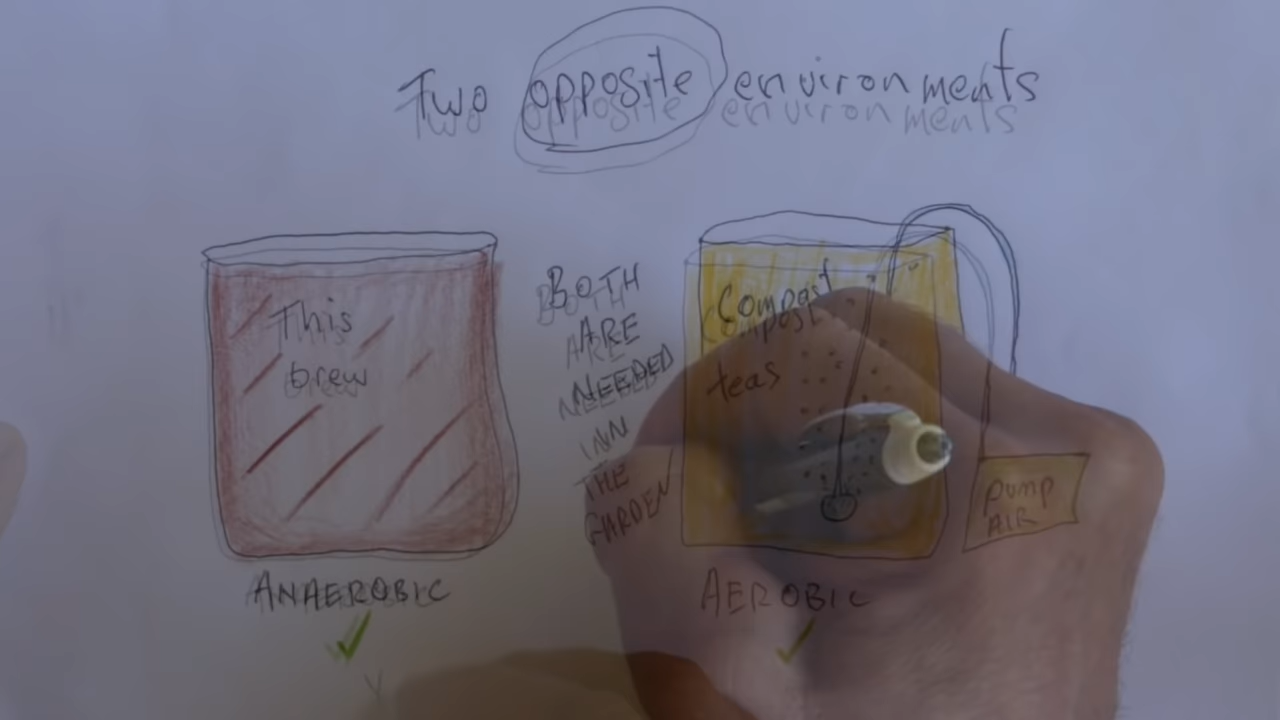 Two opposite environments
This
brew
BOTH
ARE
NEEDED
INN
THE
GARDEN
Compost
teas
pump
AIR
ANAEROBIC
AEROBIC